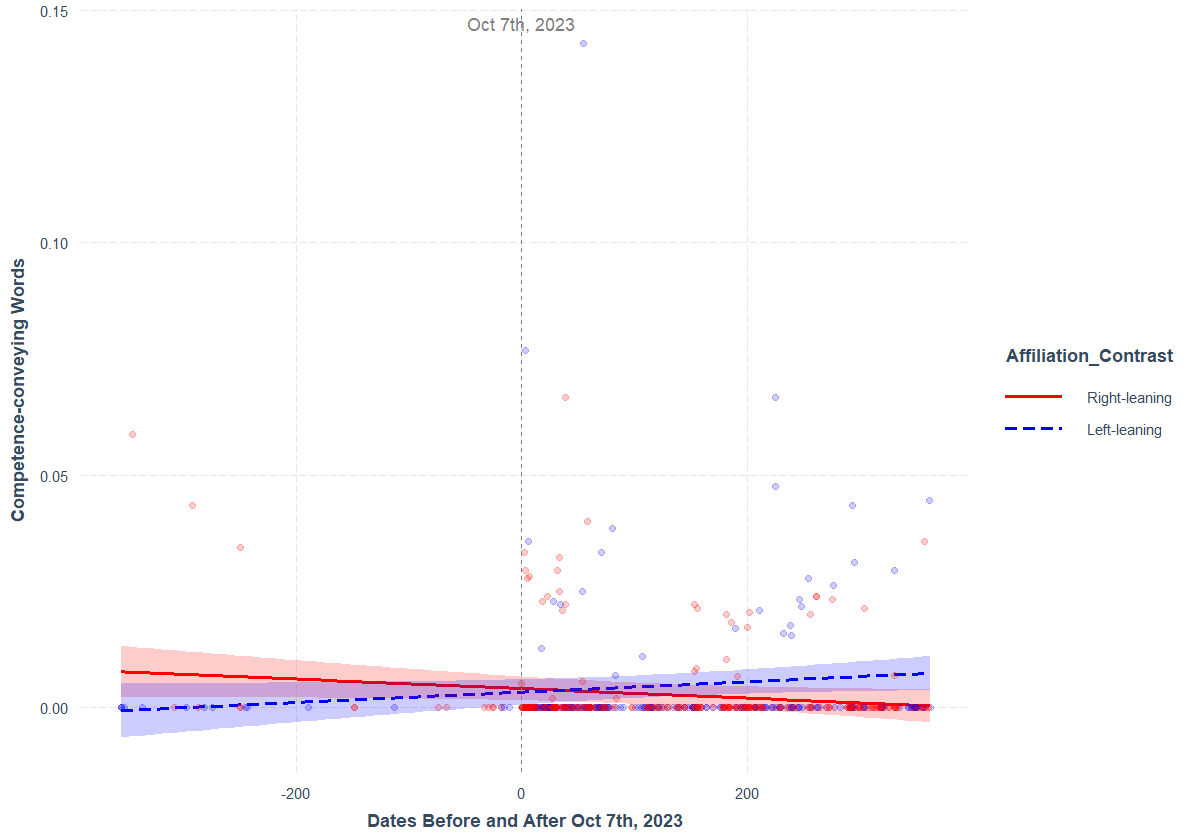 Oct 7th, 2023
0.15
0.10
0.05
0.00
Competence-conveying Words
-200
0
200
Dates Before and After Oct 7th, 2023
Affiliation_Contrast
Right-leaning
Left-leaning